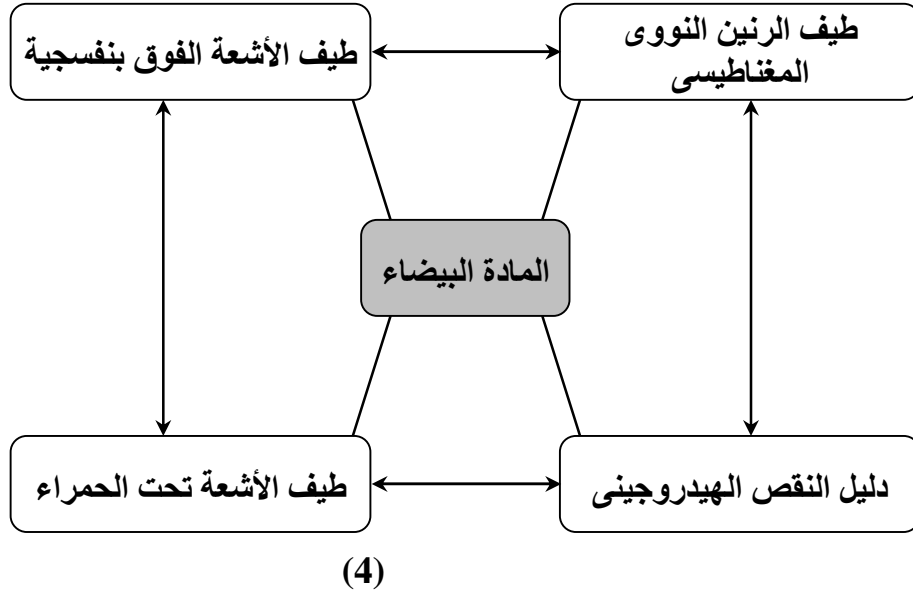 طيف الرنين النووى
المغناطيسى
طيف الأشعة الفوق بنفسجية
المادة البيضاء
دليل النقص الهيدروجينى
طيف الأشعة تحت الحمراء
(4)